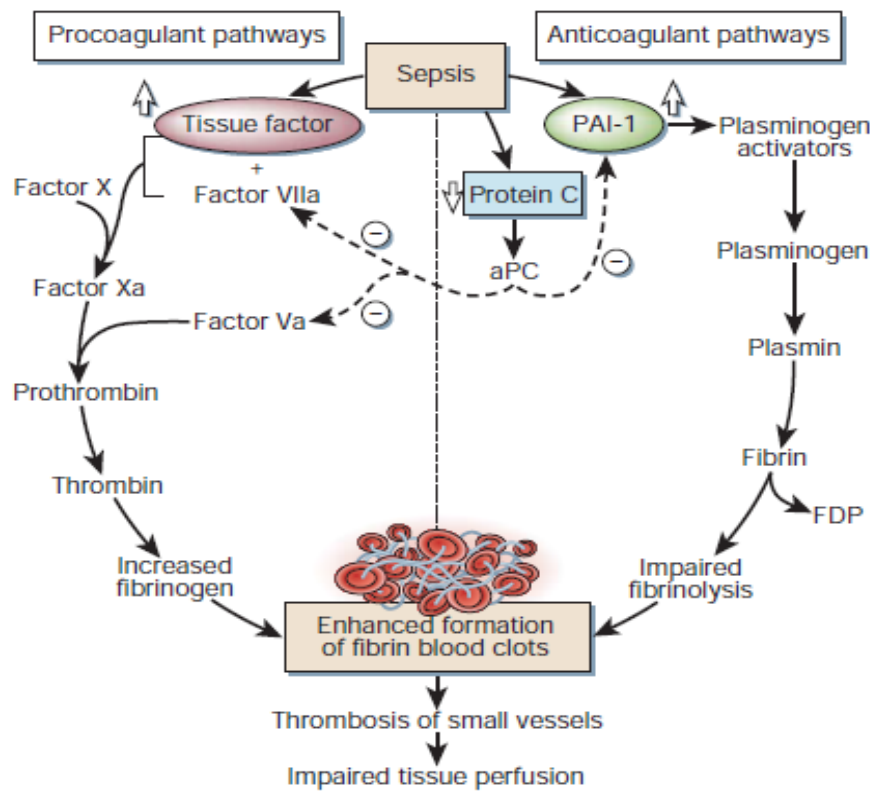 Procoagulant pathways
Anticoagulant pathways
Sepsis
Tissue factor
PAI-1
Plasminogen
activators
+
Factor X
Factor VIIa
Protein C
Plasminogen
−
−
aPC
Factor Xa
Factor Va
−
Plasmin
Prothrombin
Fibrin
Thrombin
FDP
Increased
fibrinogen
Impaired
fibrinolysis
Enhanced formation
of fibrin blood clots
Thrombosis of small vessels
Impaired tissue perfusion